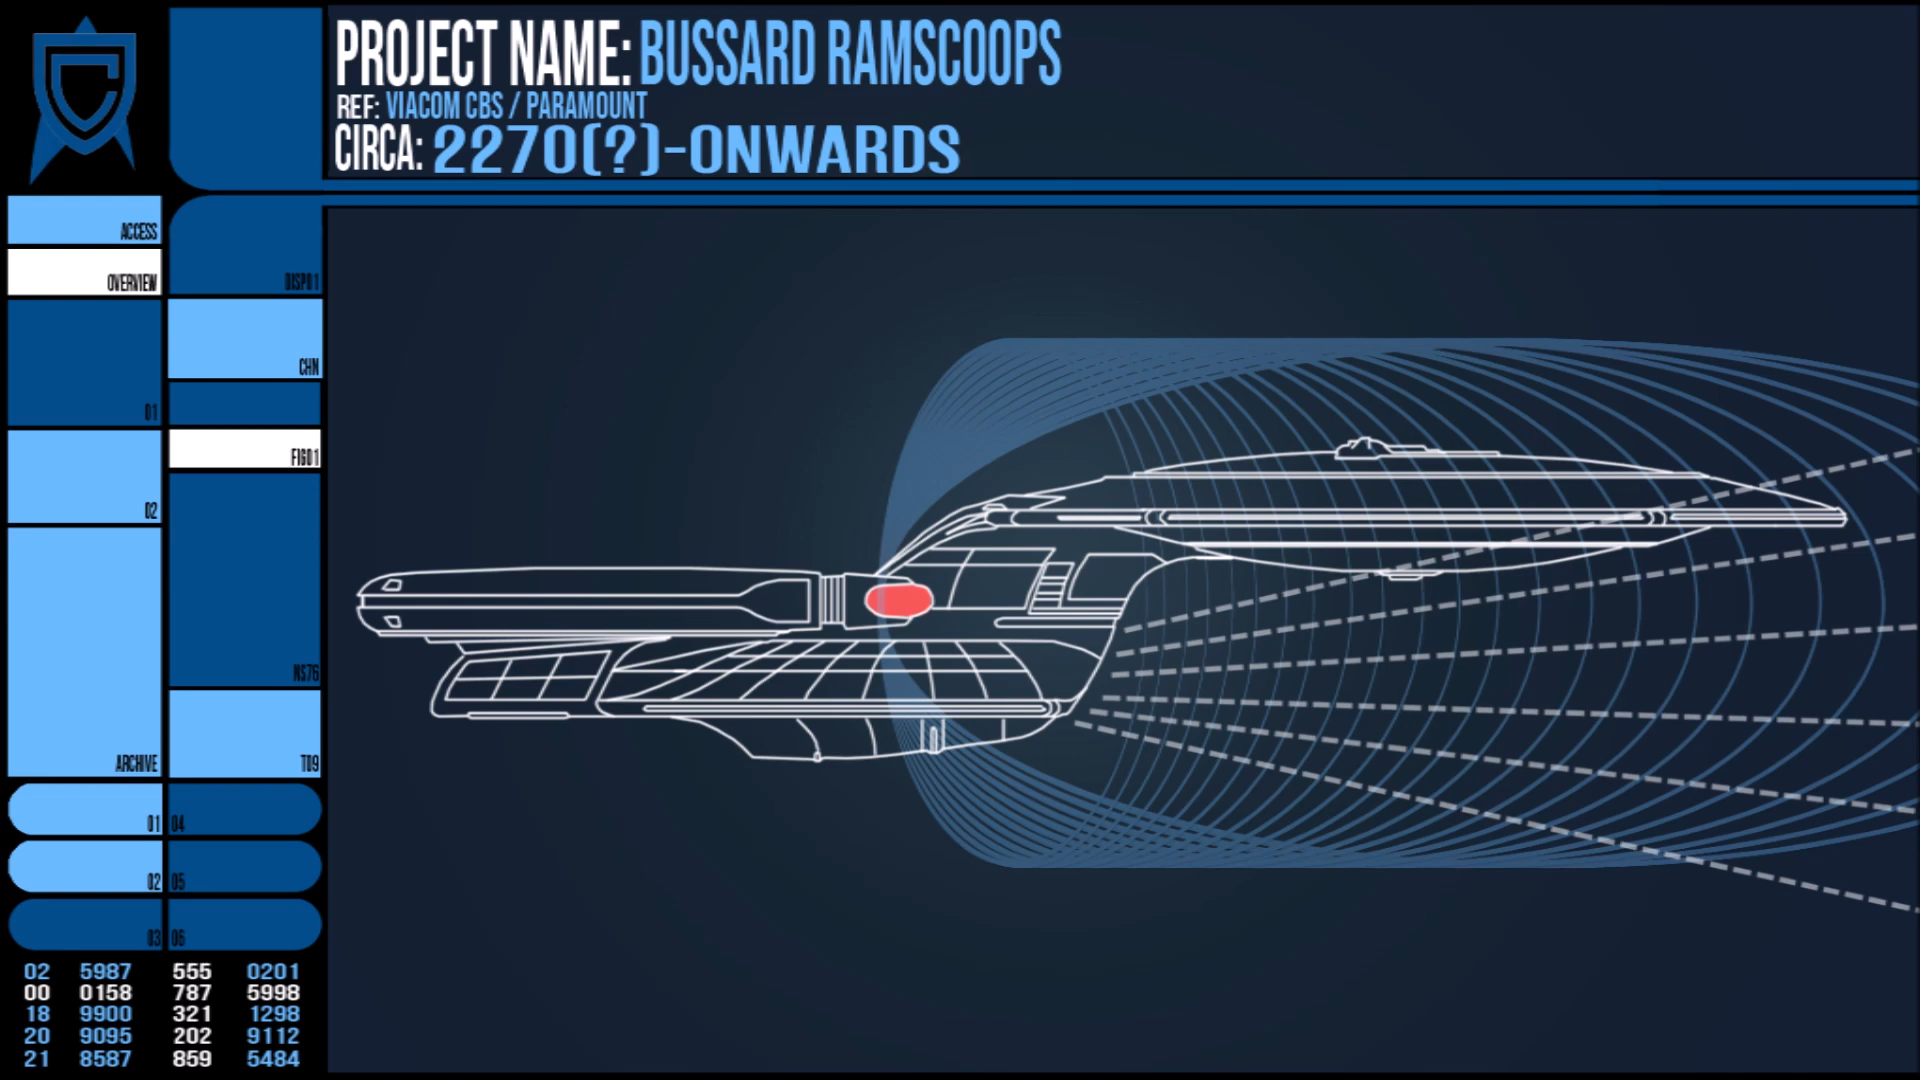 PROJECT NAME: BUSSARD RAMSCOOPS
REF: VIACOM CBS / PARAMOUNT
CIRCA: 2270(?)-ONWARDS
ACCESS
OVERVIEW
01
02
ARCHIVE
DISP01
CHN
FIG01
NS76
T09
01 04
02 05
03 06
02 5987 555 0201
00 0158 787 5998
18 9900 321 1298
20 9095 202 9112
21 8587 859 5484